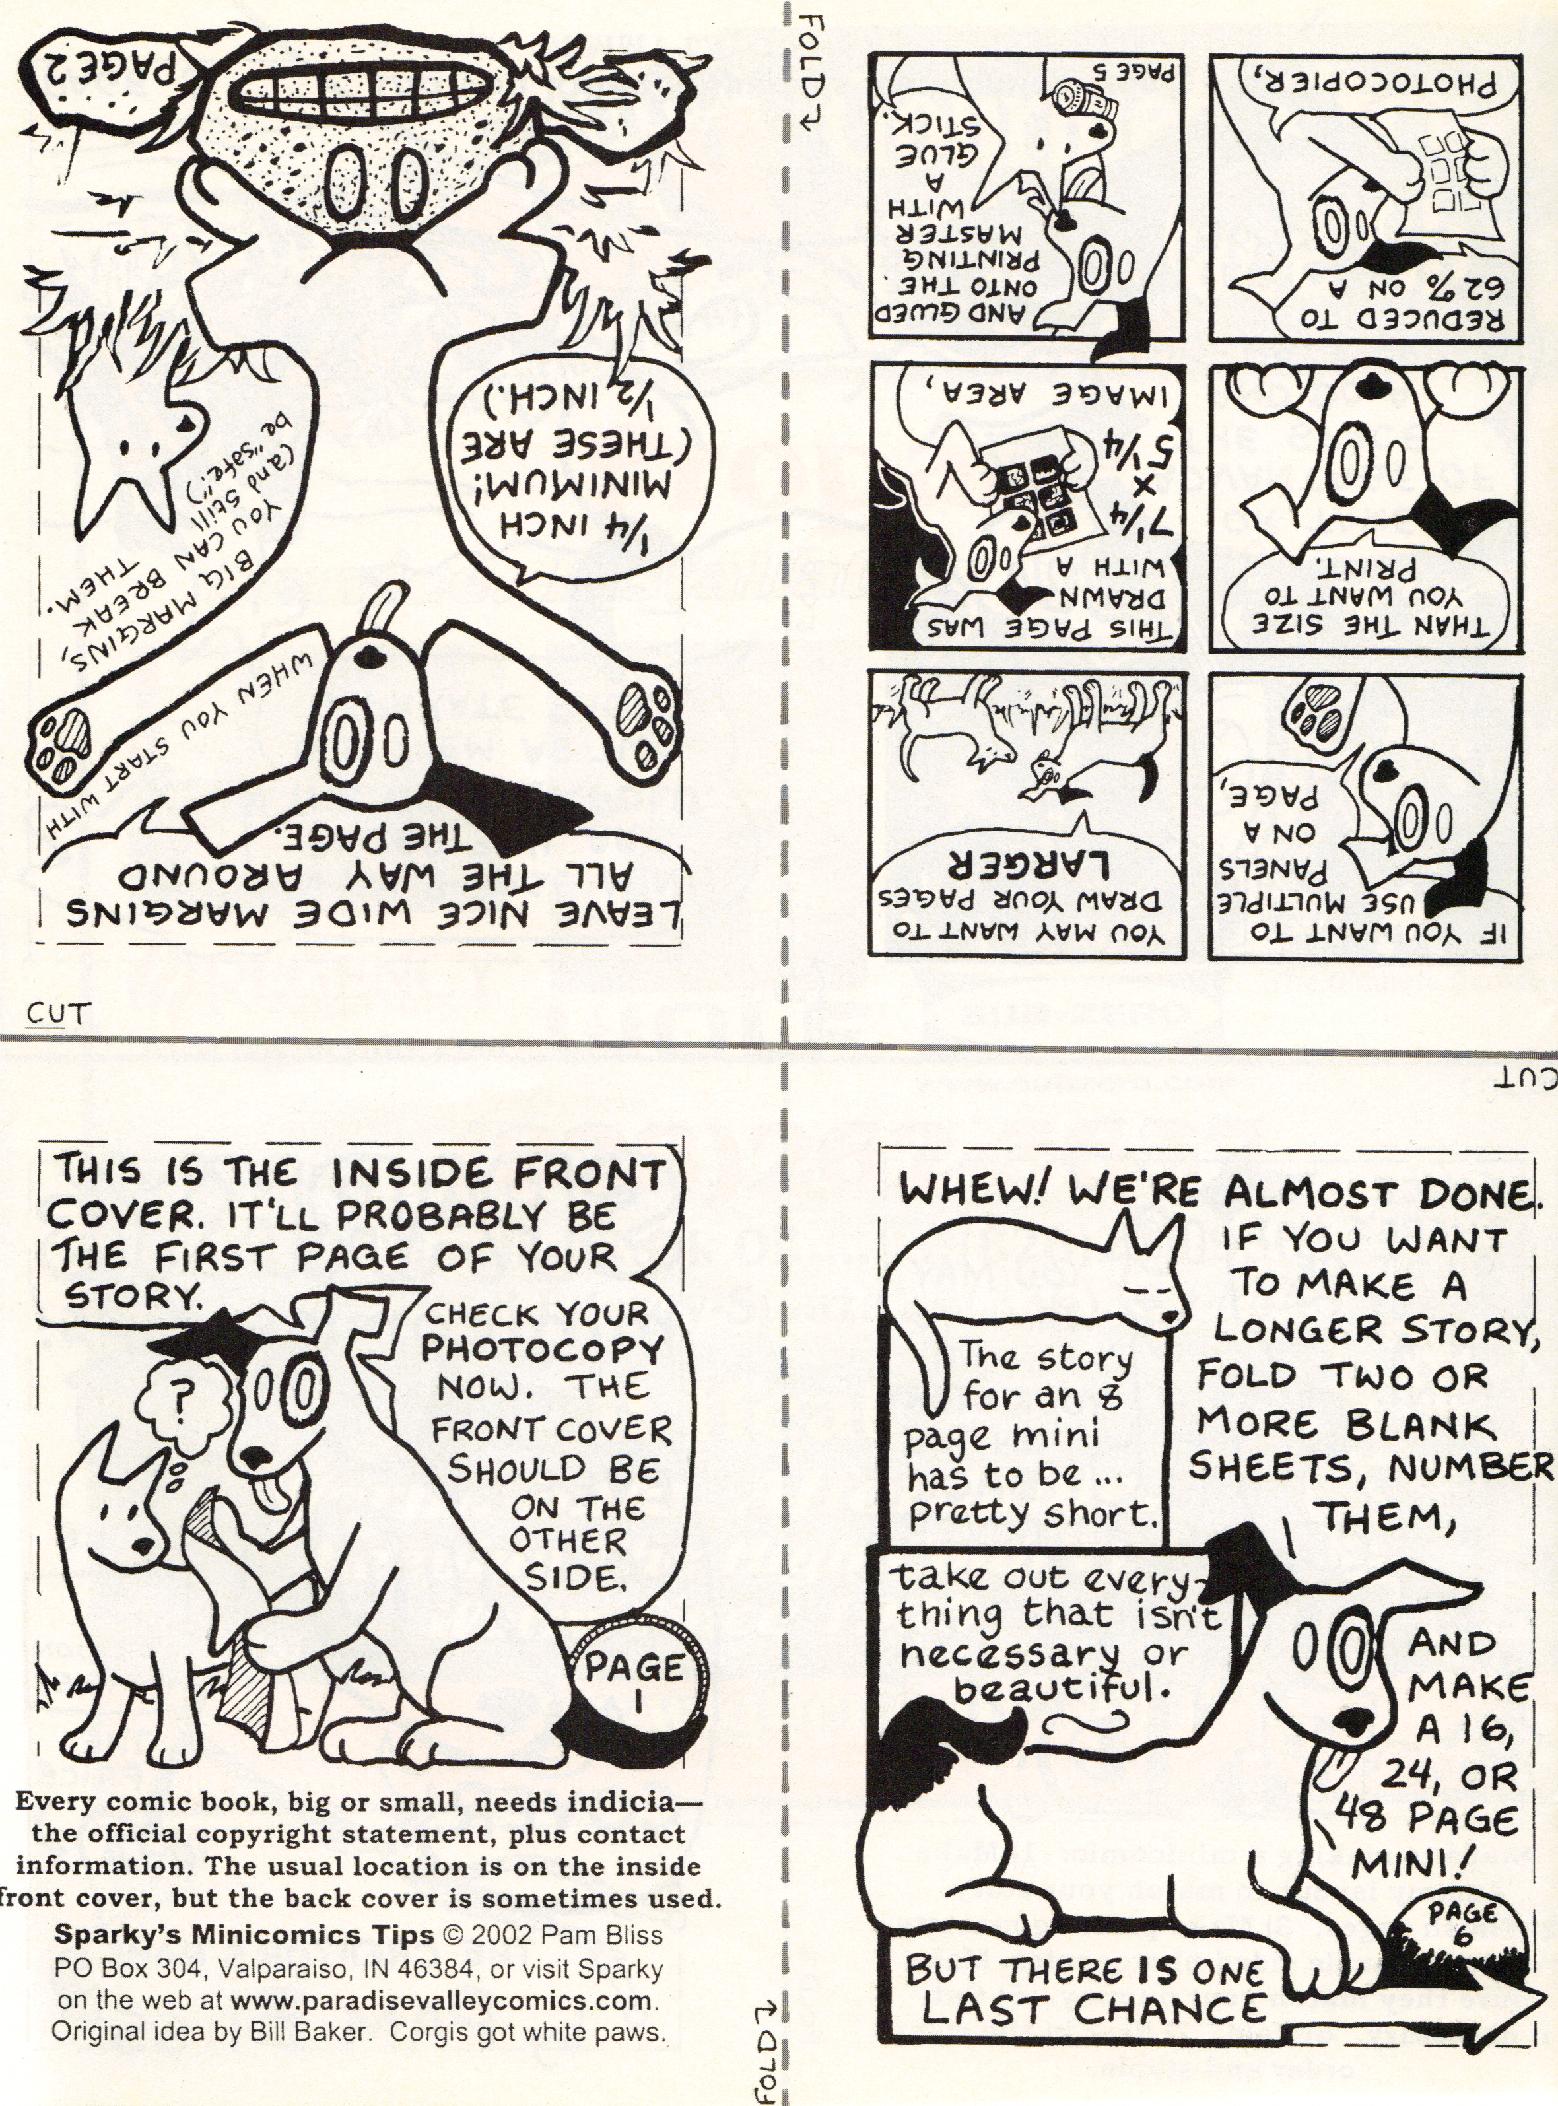 FOLD
LEAVE NICE WIDE MARGINS
ALL THE WAY AROUND
THE PAGE.
WHEN YOU START WITH
BIG MARGINS,
YOU CAN BREAK
THEM.
(and still
be "safe.")
1/4 INCH
MINIMUM!
(THESE ARE
1/2 INCH.)
PAGE 2
IF YOU WANT TO
USE MULTIPLE
PANELS
ON A
PAGE,
YOU MAY WANT TO
DRAW YOUR PAGES
LARGER
THAN THE SIZE
YOU WANT TO
PRINT.
THIS PAGE WAS
DRAWN
WITH A
7 1/4
X
5 1/4
IMAGE AREA,
REDUCED TO
62% ON A
PHOTOCOPIER,
AND GLUED
ONTO THE
PRINTING
MASTER
WITH
A
GLUE
STICK.
PAGE 5
CUT
CUT
THIS IS THE INSIDE FRONT
COVER. IT'LL PROBABLY BE
THE FIRST PAGE OF YOUR
STORY.
CHECK YOUR
PHOTOCOPY
NOW. THE
FRONT COVER
SHOULD BE
ON THE
OTHER
SIDE.
?
PAGE
1
Every comic book, big or small, needs indicia—
the official copyright statement, plus contact
information. The usual location is on the inside
front cover, but the back cover is sometimes used.
Sparky's Minicomics Tips © 2002 Pam Bliss
PO Box 304, Valparaiso, IN 46384, or visit Sparky
on the web at www.paradisevalleycomics.com.
Original idea by Bill Baker. Corgis got white paws.
FOLD
WHEW! WE'RE ALMOST DONE.
IF YOU WANT
TO MAKE A
LONGER STORY,
FOLD TWO OR
MORE BLANK
SHEETS, NUMBER
THEM,
The story
for an 8
page mini
has to be ...
pretty short.
take out every-
thing that isn't
necessary or
beautiful.
AND
MAKE
A 16,
24, OR
48 PAGE
MINI!
PAGE
6
BUT THERE IS ONE
LAST CHANCE